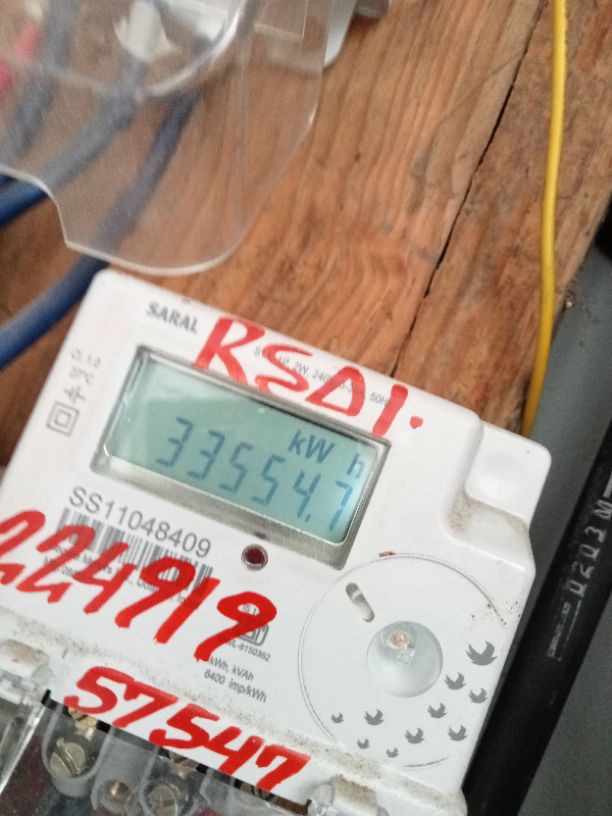 SARAL
RSD1.
Cl. 1.0
kW h
33554.7
SS11048409
224919
kWh, kVAh
6400 imp/kWh
57547